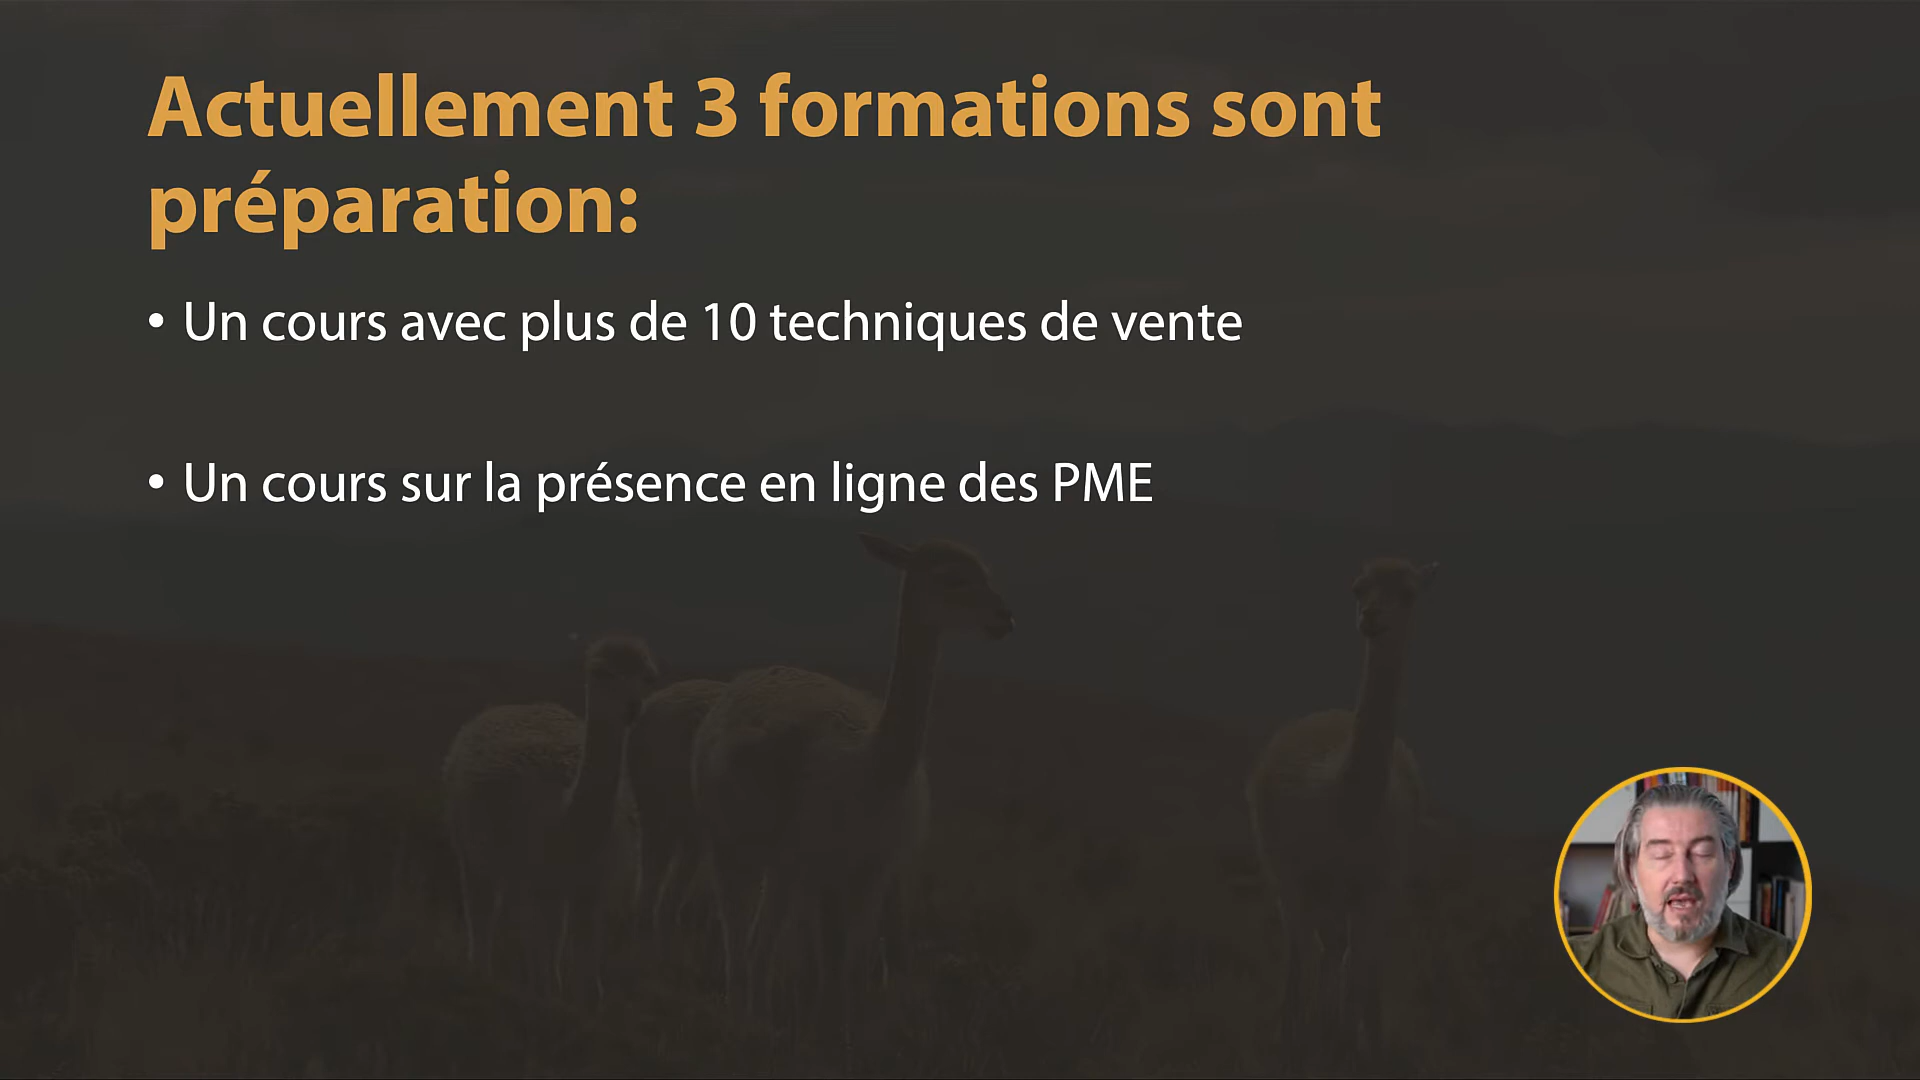 Actuellement 3 formations sont
préparation:
• Un cours avec plus de 10 techniques de vente
• Un cours sur la présence en ligne des PME